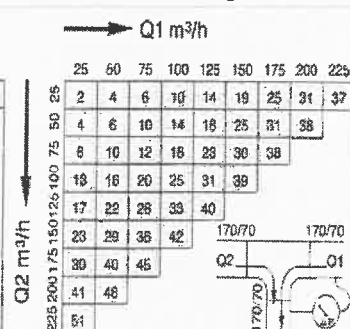 Q1 m³/h
25 50 75 100 125 150 175 200 225
25 2 4 6 10 14 19 25 31 37
50 4 6 10 14 18 25 31 38
75 8 10 12 18 23 30 38
100 13 16 20 25 31 39
125 17 22 28 33 40
150 23 29 36 42
175 30 40 45
200 41 48
225 51
Q2 m³/h
170/70 170/70
Q2 Q1
170/70